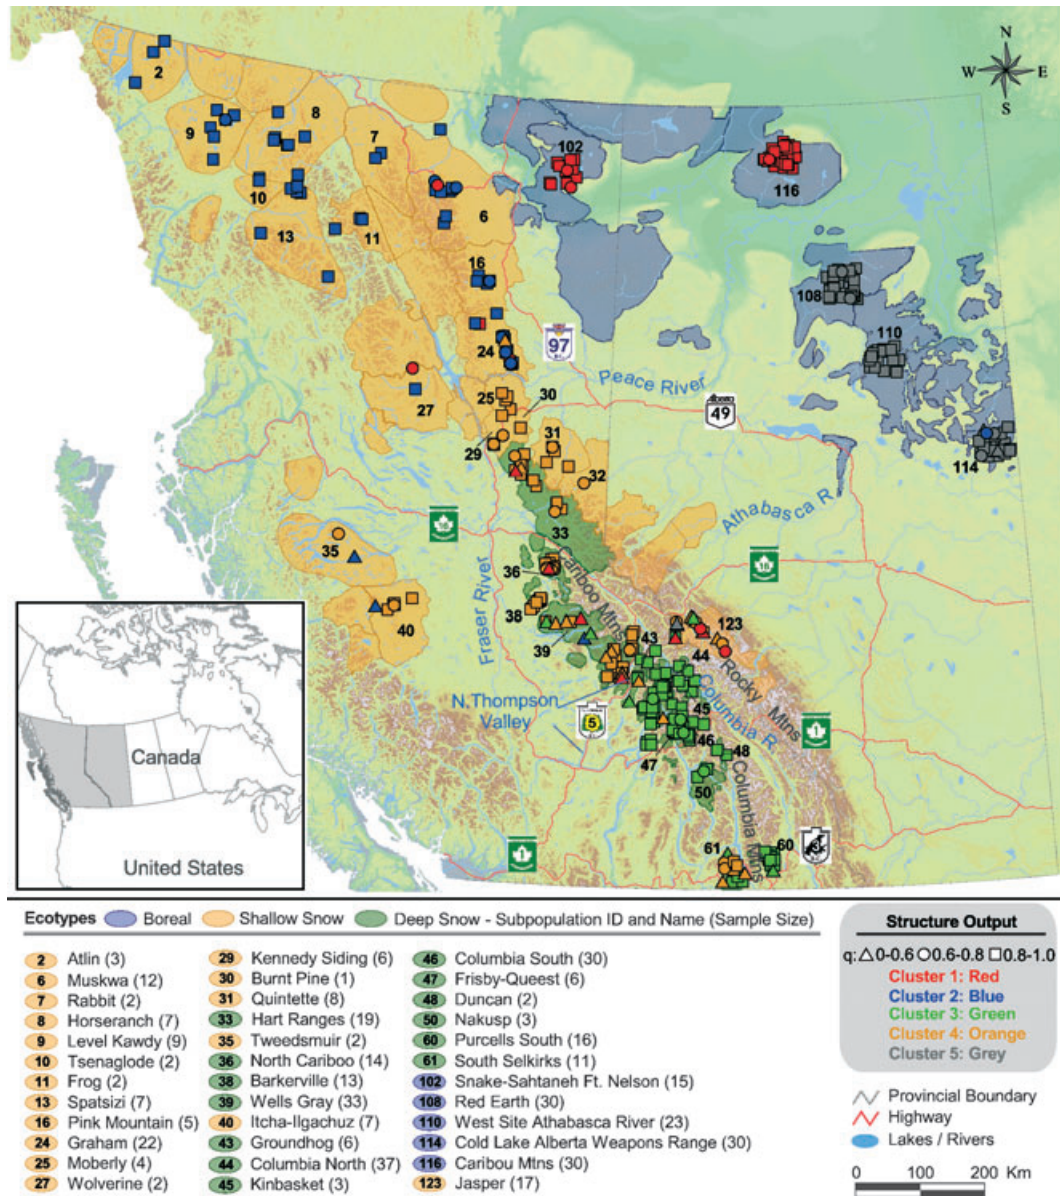 N
W E
S
2
8
9
7
102
116
10
6
13
11
16
108
24
97
110
Peace River
Alberta
49
25
30
27
29
31
32
114
Athabasca R.
33
16
35
16
36
Cariboo Mtns
Fraser River
38
40
39
43
123
44
Rocky Mtns
N.Thompson
Valley
5
45
Columbia R.
1
46
48
47
50
Columbia Mtns
1
61
60
3
Canada
United States
Ecotypes Boreal Shallow Snow Deep Snow - Subpopulation ID and Name (Sample Size)
2 Atlin (3)
6 Muskwa (12)
7 Rabbit (2)
8 Horseranch (7)
9 Level Kawdy (9)
10 Tsenaglode (2)
11 Frog (2)
13 Spatsizi (7)
16 Pink Mountain (5)
24 Graham (22)
25 Moberly (4)
27 Wolverine (2)
29 Kennedy Siding (6)
30 Burnt Pine (1)
31 Quintette (8)
33 Hart Ranges (19)
35 Tweedsmuir (2)
36 North Cariboo (14)
38 Barkerville (13)
39 Wells Gray (33)
40 Itcha-Ilgachuz (7)
43 Groundhog (6)
44 Columbia North (37)
45 Kinbasket (3)
46 Columbia South (30)
47 Frisby-Queest (6)
48 Duncan (2)
50 Nakusp (3)
60 Purcells South (16)
61 South Selkirks (11)
102 Snake-Sahtaneh Ft. Nelson (15)
108 Red Earth (30)
110 West Site Athabasca River (23)
114 Cold Lake Alberta Weapons Range (30)
116 Caribou Mtns (30)
123 Jasper (17)
Structure Output
q: 0-0.6 0.6-0.8 0.8-1.0
Cluster 1: Red
Cluster 2: Blue
Cluster 3: Green
Cluster 4: Orange
Cluster 5: Grey
Provincial Boundary
Highway
Lakes / Rivers
0 100 200 Km